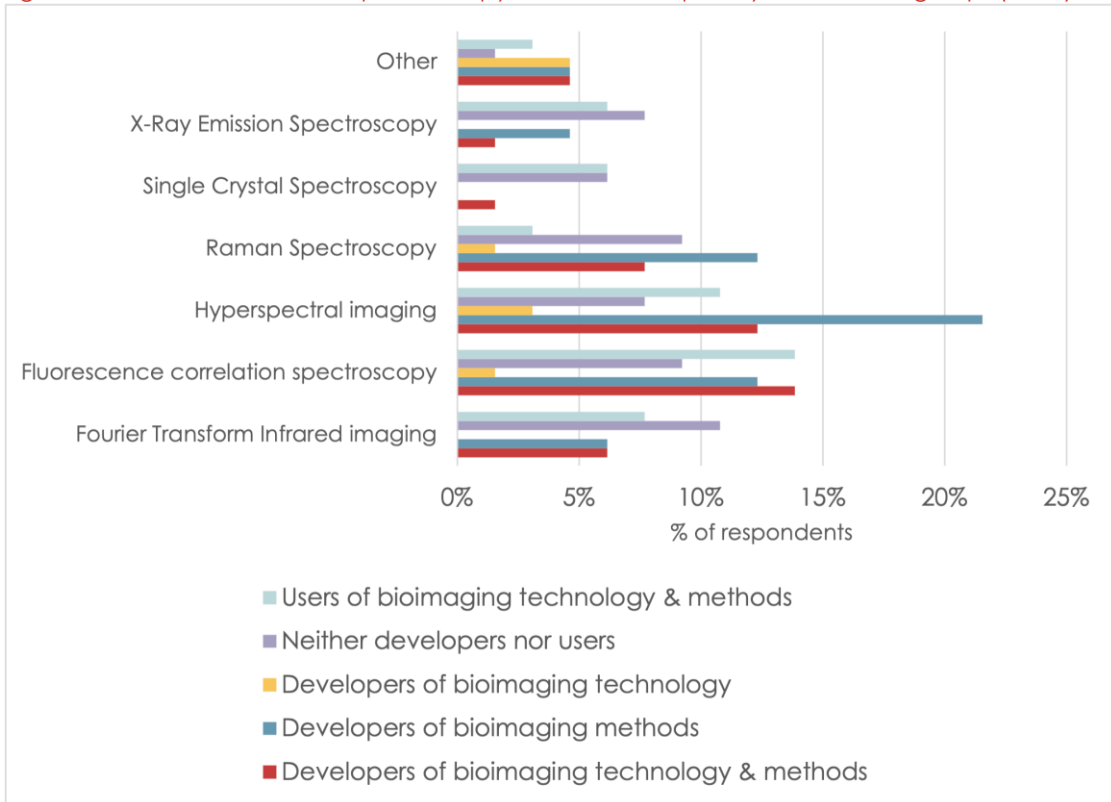 Other
X-Ray Emission Spectroscopy
Single Crystal Spectroscopy
Raman Spectroscopy
Hyperspectral imaging
Fluorescence correlation spectroscopy
Fourier Transform Infrared imaging
0% 5% 10% 15% 20% 25%
% of respondents
Users of bioimaging technology & methods
Neither developers nor users
Developers of bioimaging technology
Developers of bioimaging methods
Developers of bioimaging technology & methods